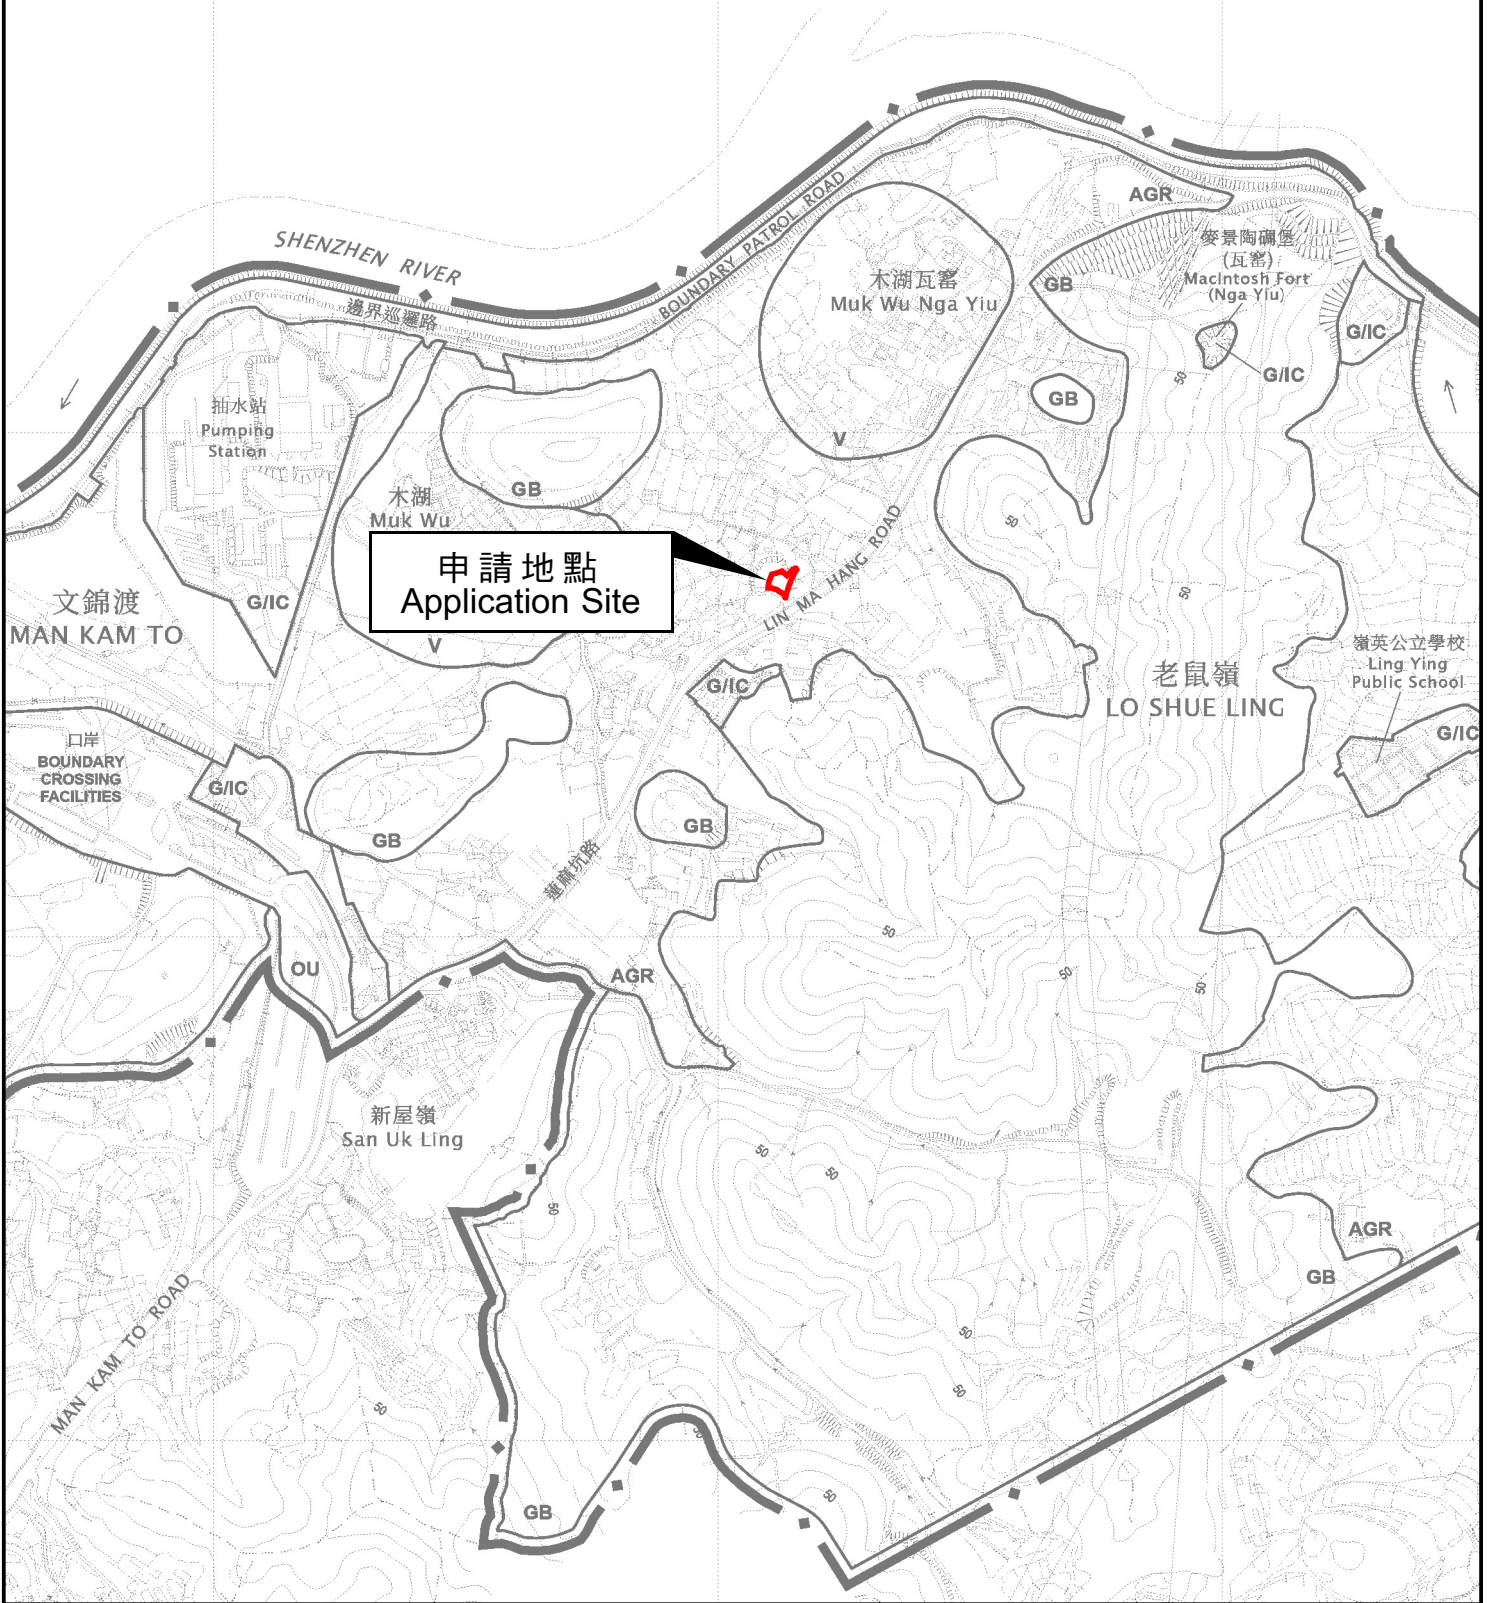 SHENZHEN RIVER
邊界巡邏路
BOUNDARY PATROL ROAD
AGR
麥景陶碉堡
(瓦窰)
MacIntosh Fort
(Nga Yiu)
木湖瓦窰
Muk Wu Nga Yiu
GB
G/IC
G/IC
GB
50
V
抽水站
Pumping
Station
GB
木湖
Muk Wu
50
申請地點
Application Site
LIN MA HANG ROAD
文錦渡
MAN KAM TO
G/IC
50
V
嶺英公立學校
Ling Ying
Public School
老鼠嶺
LO SHUE LING
G/IC
G/IC
口岸
BOUNDARY
CROSSING
FACILITIES
G/IC
GB
GB
蓮麻坑路
50
OU
AGR
50
50
新屋嶺
San Uk Ling
50
50
50
AGR
GB
MAN KAM TO ROAD
50
50
50
50
50
GB